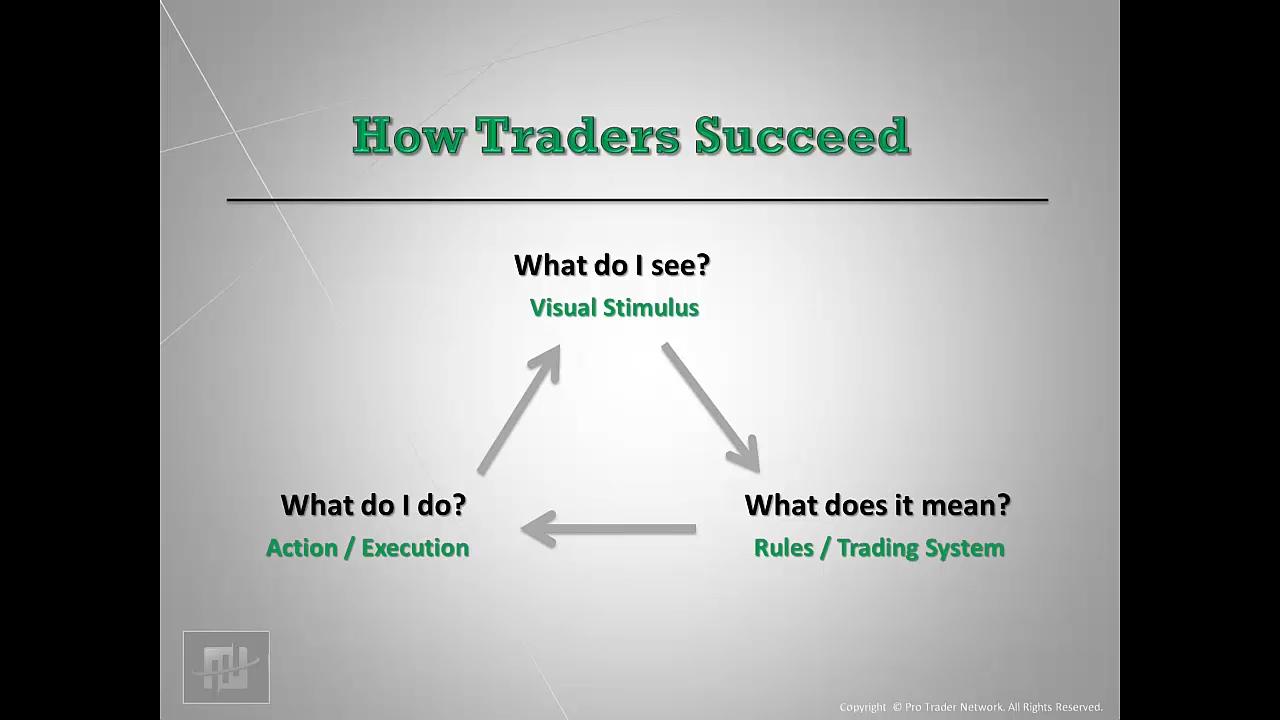 How Traders Succeed
What do I see?
Visual Stimulus
What do I do?
Action / Execution
What does it mean?
Rules / Trading System
Copyright © Pro Trader Network. All Rights Reserved.